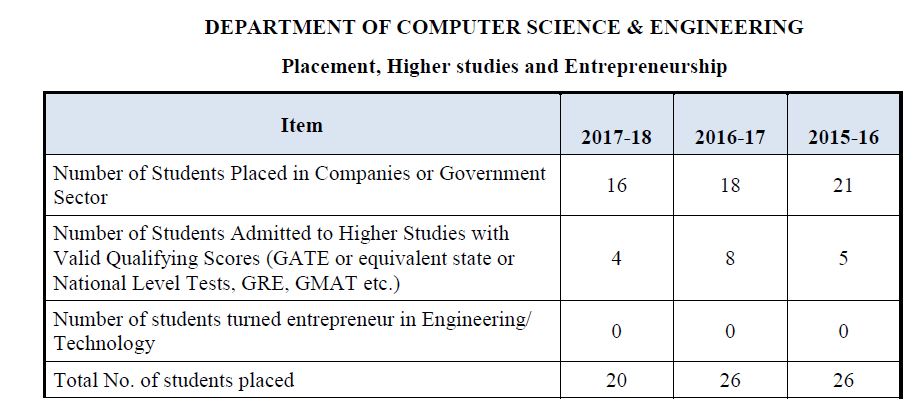 DEPARTMENT OF COMPUTER SCIENCE & ENGINEERING
Placement, Higher studies and Entrepreneurship
Item 2017-18 2016-17 2015-16
Number of Students Placed in Companies or Government
Sector 16 18 21
Number of Students Admitted to Higher Studies with
Valid Qualifying Scores (GATE or equivalent state or 4 8 5
National Level Tests, GRE, GMAT etc.)
Number of students turned entrepreneur in Engineering/
Technology 0 0 0
Total No. of students placed 20 26 26